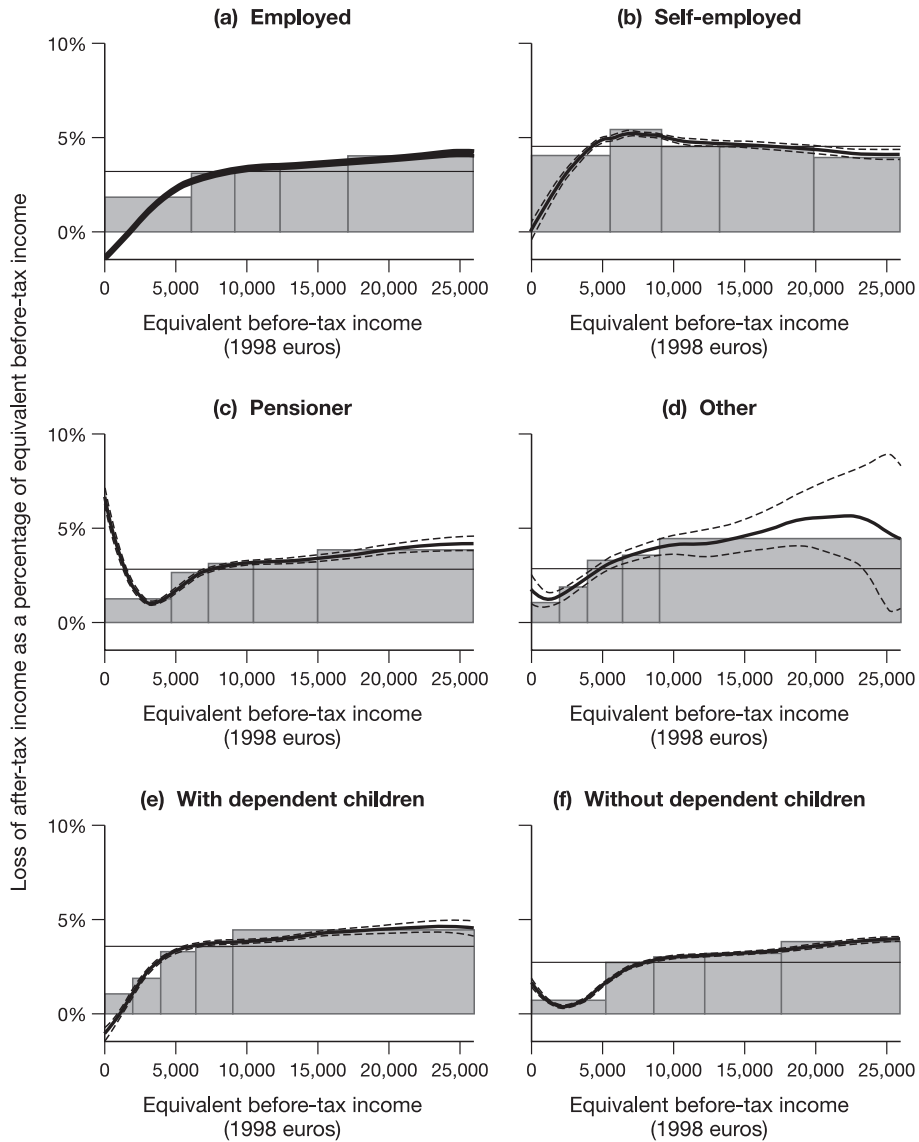 Loss of after-tax income as a percentage of equivalent before-tax income
(a) Employed
10%
5%
0%
0 5,000 10,000 15,000 20,000 25,000
Equivalent before-tax income
(1998 euros)
(b) Self-employed
0 5,000 10,000 15,000 20,000 25,000
Equivalent before-tax income
(1998 euros)
(c) Pensioner
10%
5%
0%
0 5,000 10,000 15,000 20,000 25,000
Equivalent before-tax income
(1998 euros)
(d) Other
0 5,000 10,000 15,000 20,000 25,000
Equivalent before-tax income
(1998 euros)
(e) With dependent children
10%
5%
0%
0 5,000 10,000 15,000 20,000 25,000
Equivalent before-tax income
(1998 euros)
(f) Without dependent children
0 5,000 10,000 15,000 20,000 25,000
Equivalent before-tax income
(1998 euros)